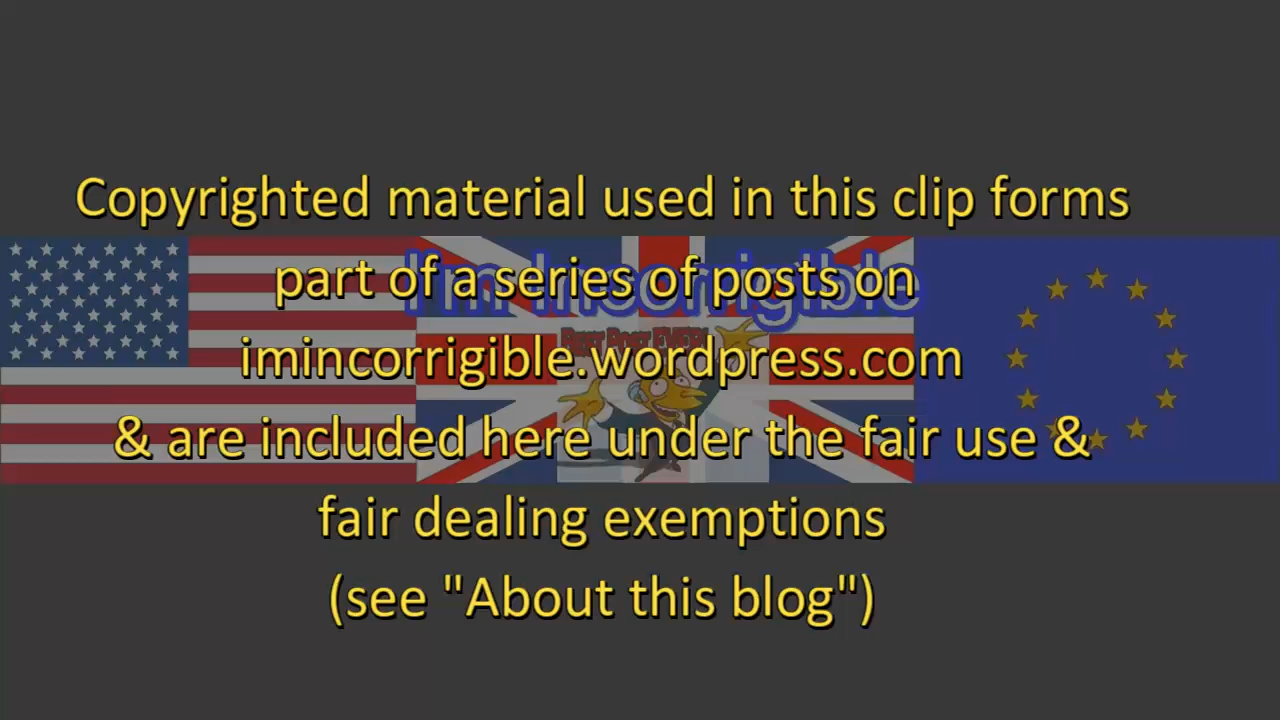 Copyrighted material used in this clip forms
I'm Incorrigible
part of a series of posts on
imincorrigible.wordpress.com
& are included here under the fair use &
fair dealing exemptions
(see "About this blog")